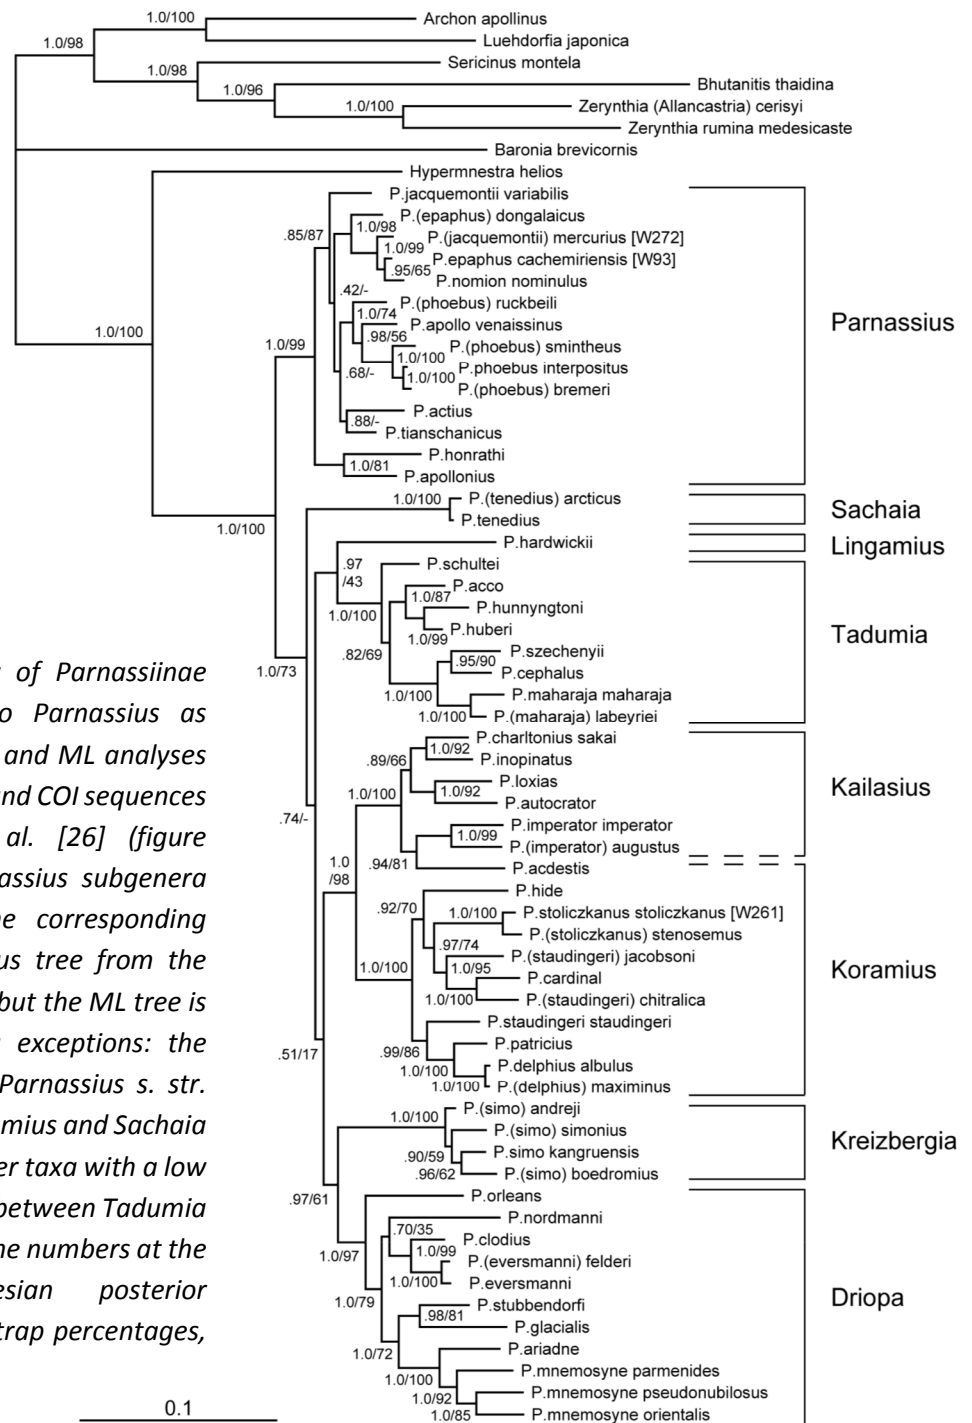 1.0/100
Archon apollinus
1.0/98
Luehdorfia japonica
Sericinus montela
1.0/98
Bhutanitis thaidina
1.0/96
Zerynthia (Allancastria) cerisyi
1.0/100
Zerynthia rumina medesicaste
Baronia brevicornis
Hypermnestra helios
P.jacquemontii variabilis
P.(epaphus) dongalaicus
1.0/98
.85/87
P.(jacquemontii) mercurius [W272]
1.0/99
P.epaphus cachemiriensis [W93]
.95/65
P.nomion nominulus
.42/-
P.(phoebus) ruckbeili
1.0/74
Parnassius
P.apollo venaissinus
1.0/100
.98/56
1.0/99
P.(phoebus) smintheus
1.0/100
P.phoebus interpositus
.68/-
1.0/100
P.(phoebus) bremeri
P.actius
.88/-
P.tianschanicus
P.honrathi
1.0/81
P.apollonius
1.0/100
P.(tenedius) arcticus
Sachaia
P.tenedius
1.0/100
P.hardwickii
Lingamius
.97
/43
P.schultei
P.acco
1.0/87
P.hunnyngtoni
1.0/100
P.huberi
1.0/99
Tadumia
.82/69
P.szechenyii
.95/90
P.cephalus
1.0/73
of Parnassiinae
1.0/100
P.maharaja maharaja
o Parnassius as
1.0/100
P.(maharaja) labeyriei
P.charltonius sakai
and ML analyses
1.0/92
.89/66
P.inopinatus
P.loxias
Kailasius
1.0/100
1.0/92
nd COI sequences
P.autocrator
.74/-
P.imperator imperator
al. [26] (figure
1.0/99
P.(imperator) augustus
1.0
/98
.94/81
P.acdestis
assius subgenera
P.hide
.92/70
1.0/100
P.stoliczkanus stoliczkanus [W261]
ne corresponding
P.(stoliczkanus) stenosemus
.97/74
P.(staudingeri) jacobsoni
us tree from the
1.0/100
1.0/95
Koramius
P.cardinal
1.0/100
P.(staudingeri) chitralica
but the ML tree is
P.staudingeri staudingeri
exceptions: the
P.patricius
.51/17
.99/86
P.delphius albulus
1.0/100
Parnassius s. str.
1.0/100
P.(delphius) maximinus
P.(simo) andreji
1.0/100
mius and Sachaia
P.(simo) simonius
Kreizbergia
P.simo kangruensis
.90/59
er taxa with a low
.96/62
P.(simo) boedromius
P.orleans
.97/61
between Tadumia
P.nordmanni
.70/35
P.clodius
1.0/97
1.0/99
ne numbers at the
P.(eversmanni) felderi
1.0/100
P.eversmanni
esian posterior
1.0/79
P.stubbendorfi
Driopa
.98/81
P.glacialis
trap percentages,
P.ariadne
1.0/72
P.mnemosyne parmenides
1.0/100
P.mnemosyne pseudonubilosus
1.0/92
0.1
1.0/85
P.mnemosyne orientalis